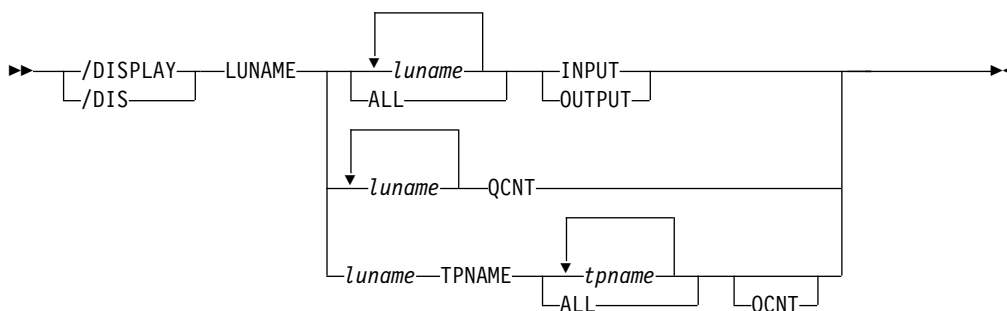 /DISPLAY LUNAME luname INPUT
/DIS ALL OUTPUT
luname QCNT
luname TPNAME tpname
ALL QCNT